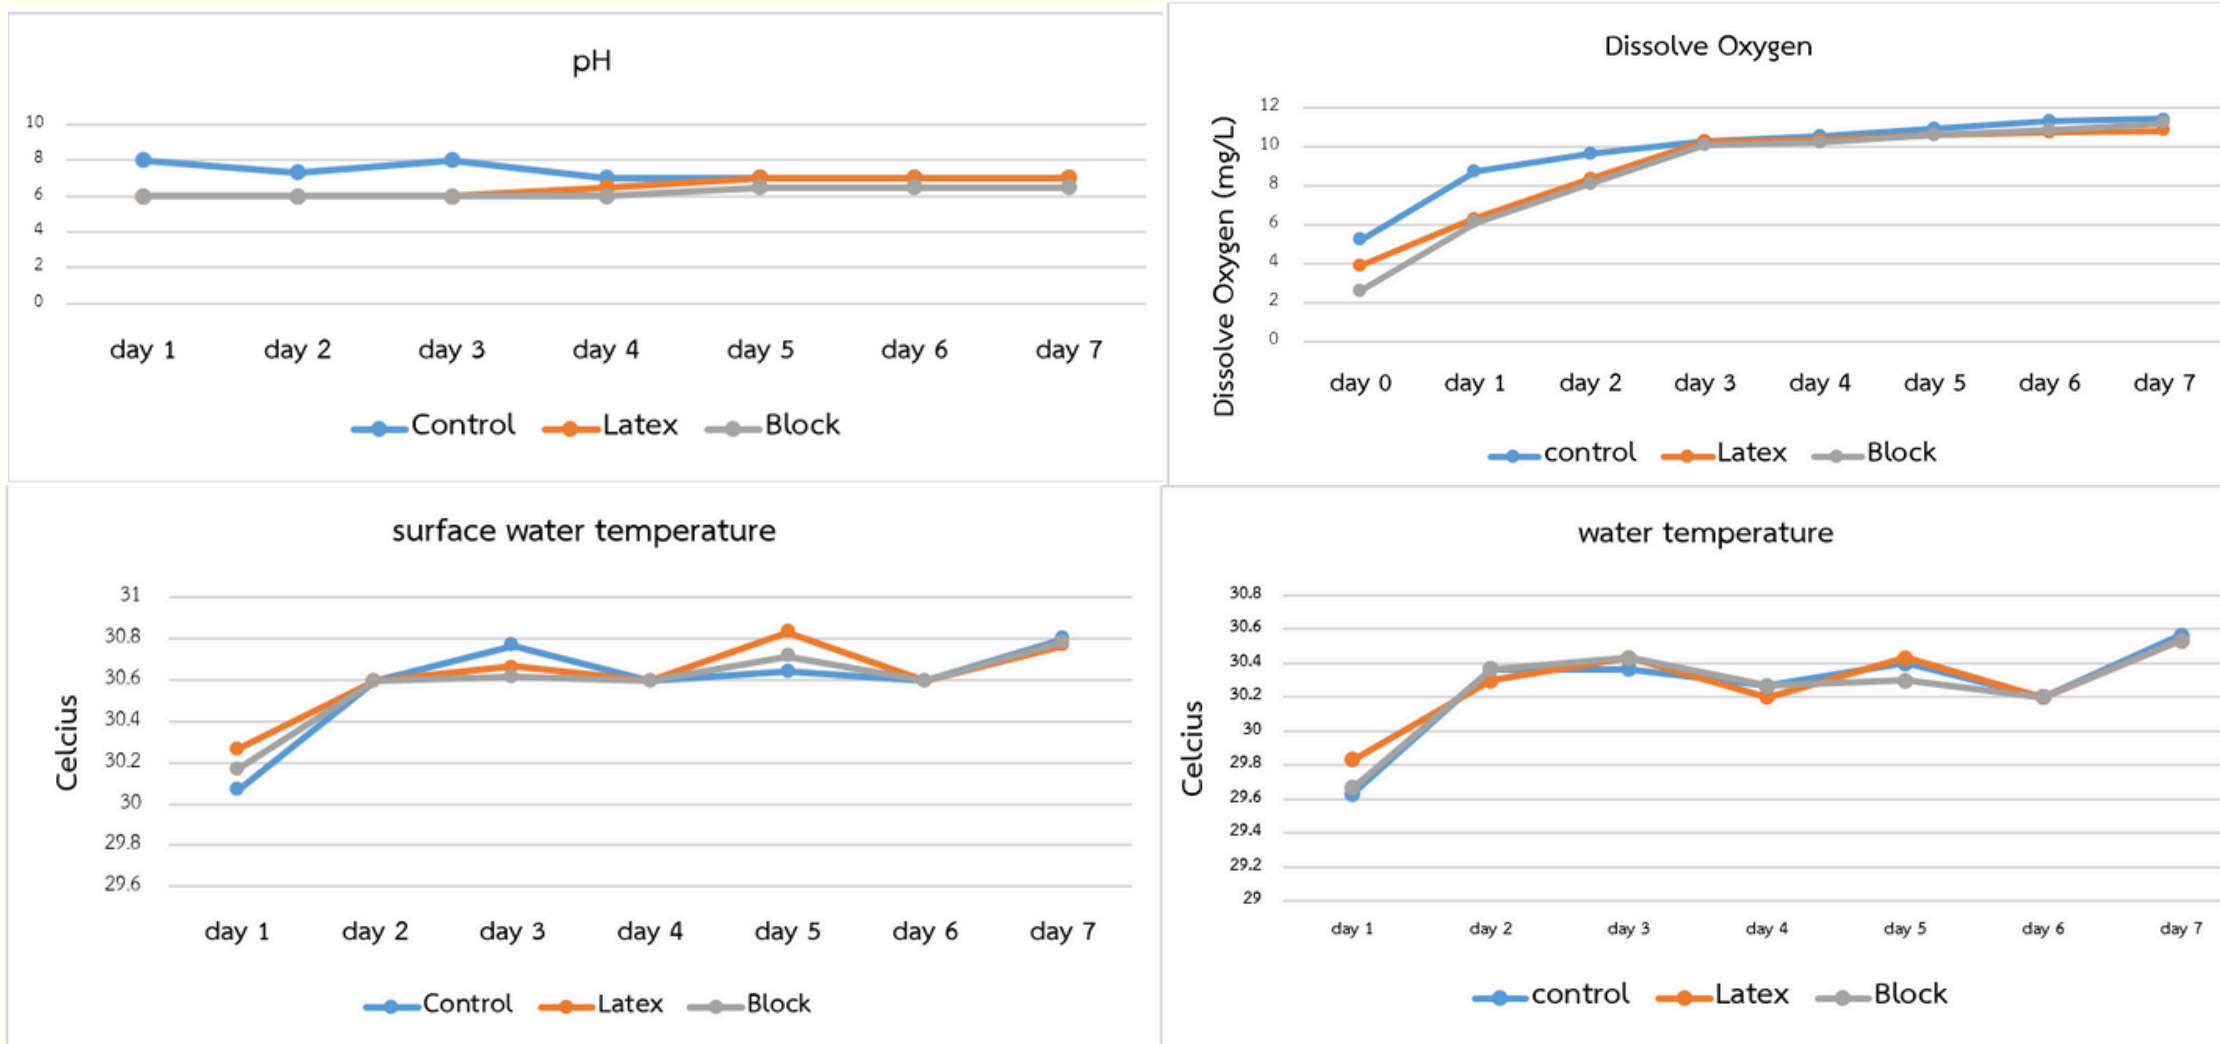 pH
10
8
6
4
2
0
day 1 day 2 day 3 day 4 day 5 day 6 day 7
Control Latex Block
Dissolve Oxygen
Dissolve Oxygen (mg/L)
12
10
8
6
4
2
0
day 0 day 1 day 2 day 3 day 4 day 5 day 6 day 7
control Latex Block
surface water temperature
Celcius
31
30.8
30.6
30.4
30.2
30
29.8
29.6
day 1 day 2 day 3 day 4 day 5 day 6 day 7
Control Latex Block
water temperature
Celcius
30.8
30.6
30.4
30.2
30
29.8
29.6
29.4
29.2
29
day 1 day 2 day 3 day 4 day 5 day 6 day 7
control Latex Block